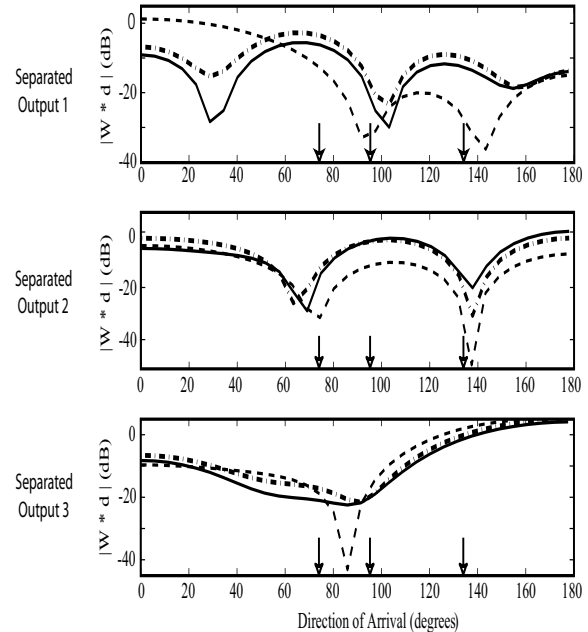 Separated
Output 1
|W * d | (dB)
0
-20
-40
0 20 40 60 80 100 120 140 160 180
Separated
Output 2
|W * d | (dB)
0
-20
-40
0 20 40 60 80 100 120 140 160 180
Separated
Output 3
|W * d | (dB)
0
-20
-40
0 20 40 60 80 100 120 140 160 180
Direction of Arrival (degrees)